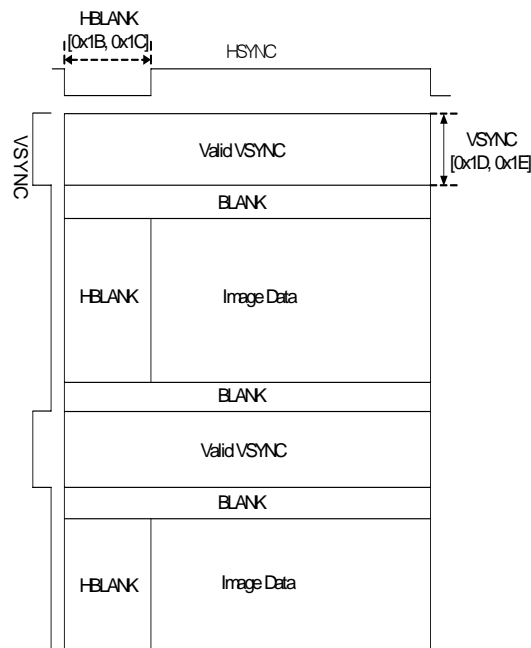 HBLANK
[0x1B, 0x1C]
HSYNC
VSYNC
Valid VSYNC
VSYNC
[0x1D, 0x1E]
BLANK
HBLANK
Image Data
BLANK
Valid VSYNC
BLANK
HBLANK
Image Data